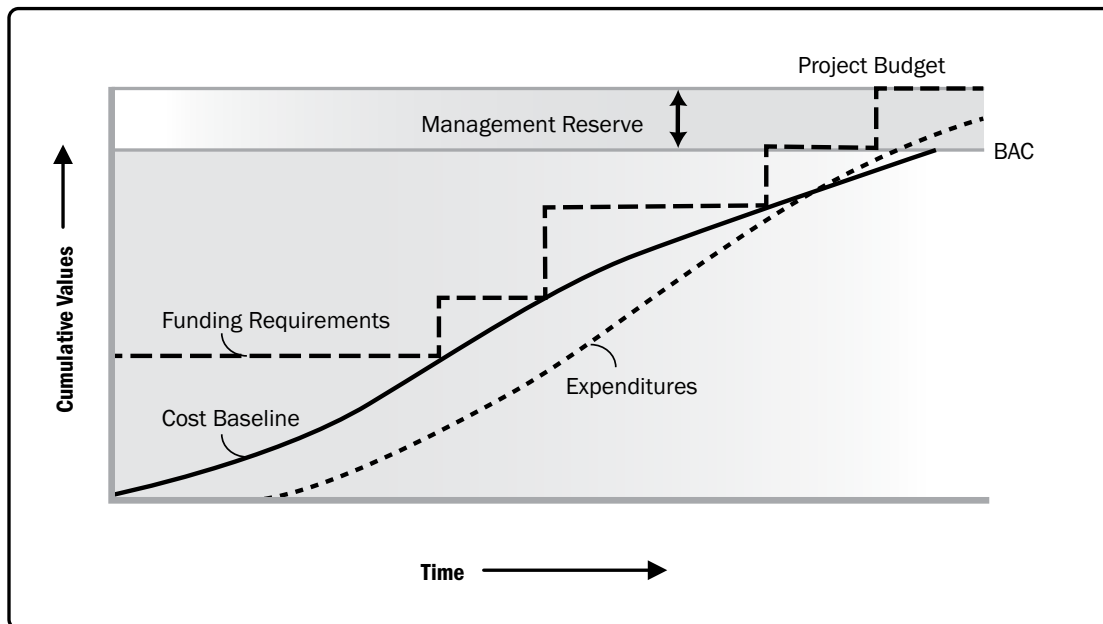 Project Budget
Management Reserve
BAC
Funding Requirements
Expenditures
Cost Baseline
Cumulative Values
Time